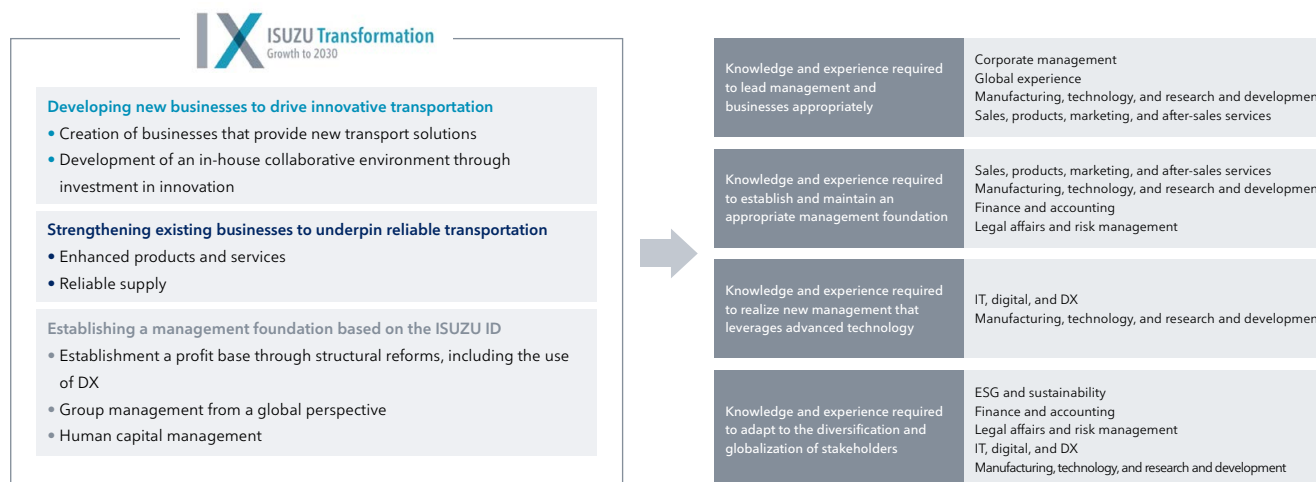 IX ISUZU Transformation
Growth to 2030
Developing new businesses to drive innovative transportation
• Creation of businesses that provide new transport solutions
• Development of an in-house collaborative environment through
investment in innovation
Strengthening existing businesses to underpin reliable transportation
• Enhanced products and services
• Reliable supply
Establishing a management foundation based on the ISUZU ID
• Establishment a profit base through structural reforms, including the use
of DX
• Group management from a global perspective
• Human capital management
Knowledge and experience required
to lead management and
businesses appropriately
Corporate management
Global experience
Manufacturing, technology, and research and developmen
Sales, products, marketing, and after-sales services
Knowledge and experience required
to establish and maintain an
appropriate management foundation
Sales, products, marketing, and after-sales services
Manufacturing, technology, and research and developmen
Finance and accounting
Legal affairs and risk management
Knowledge and experience required
to realize new management that
leverages advanced technology
IT, digital, and DX
Manufacturing, technology, and research and developmen
Knowledge and experience required
to adapt to the diversification and
globalization of stakeholders
ESG and sustainability
Finance and accounting
Legal affairs and risk management
IT, digital, and DX
Manufacturing, technology, and research and development